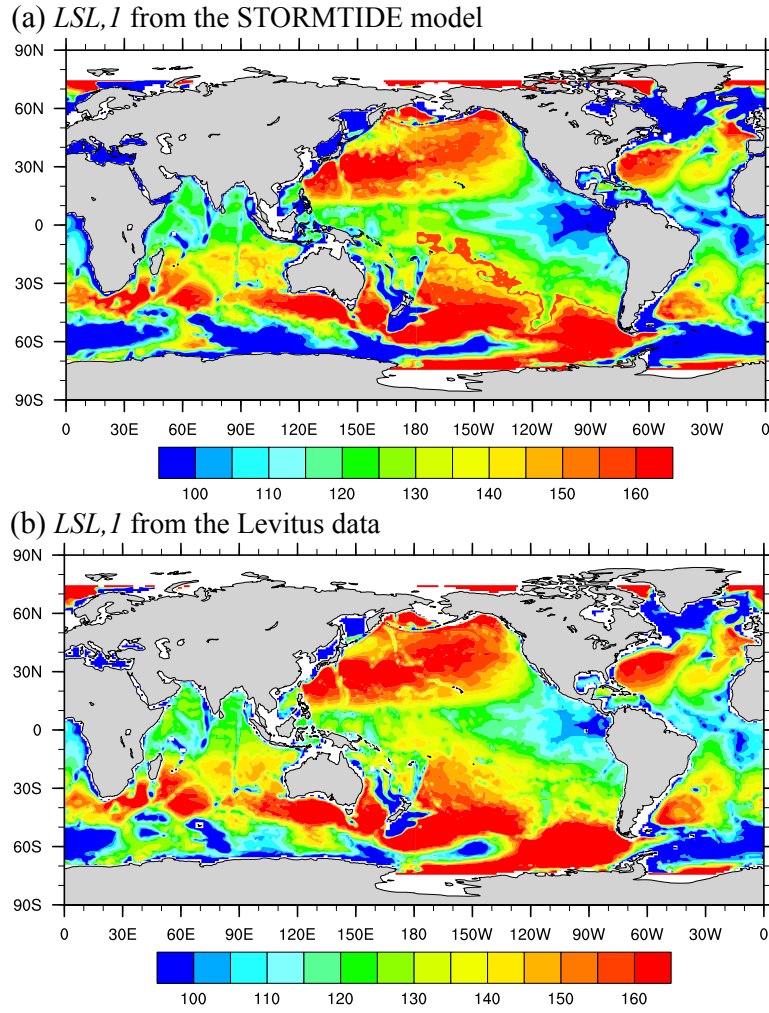 (a) LSL,1 from the STORMTIDE model
90N
60N
30N
0
30S
60S
90S
0 30E 60E 90E 120E 150E 180 150W 120W 90W 60W 30W 0
100 110 120 130 140 150 160
(b) LSL,1 from the Levitus data
90N
60N
30N
0
30S
60S
90S
0 30E 60E 90E 120E 150E 180 150W 120W 90W 60W 30W 0
100 110 120 130 140 150 160